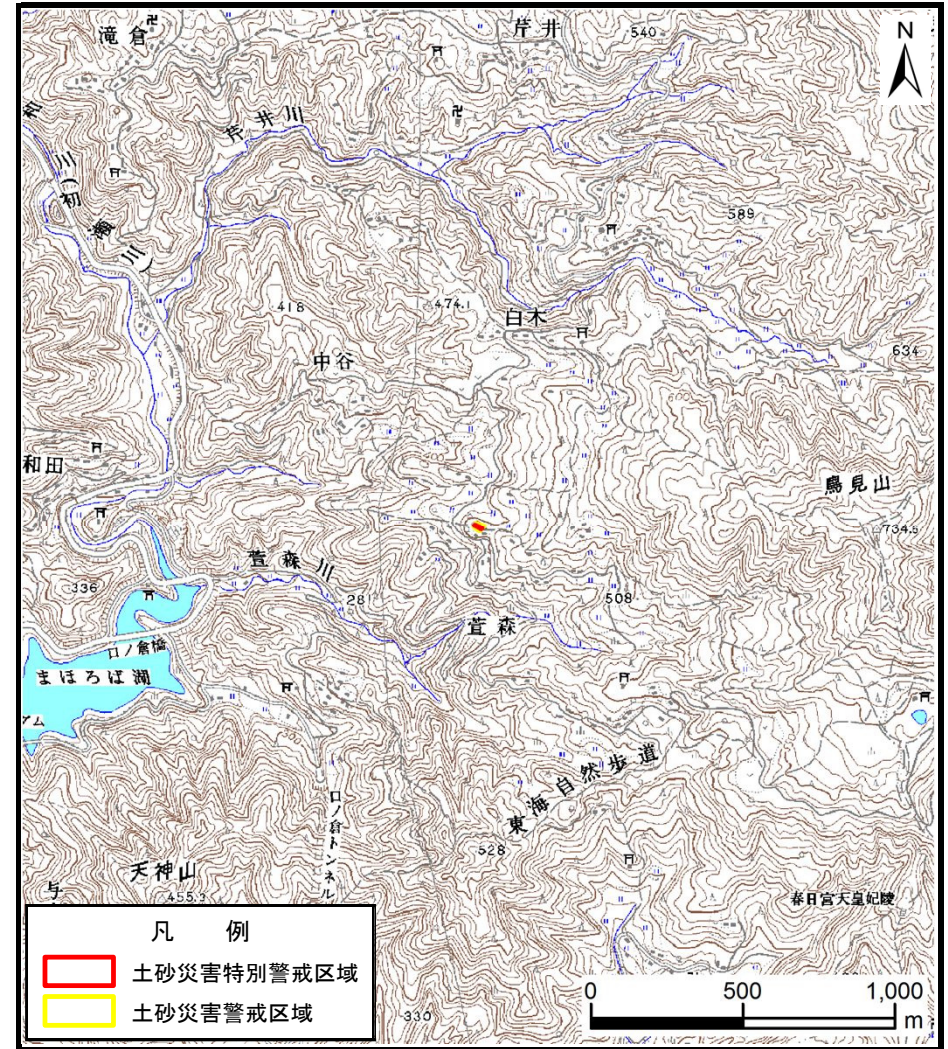 滝倉
芹井
540
N
芹井川
初瀬川
589
418
474.1
白木
中谷
634
和田
鳥見山
734.5
萱森川
336
281
508
口ノ倉橋
萱森
まほろば湖
東海自然歩道
口ノ倉トンネル
528
天神山
455.3
春日宮天皇妃陵
与
凡 例
土砂災害特別警戒区域
土砂災害警戒区域
330
0 500 1,000
m